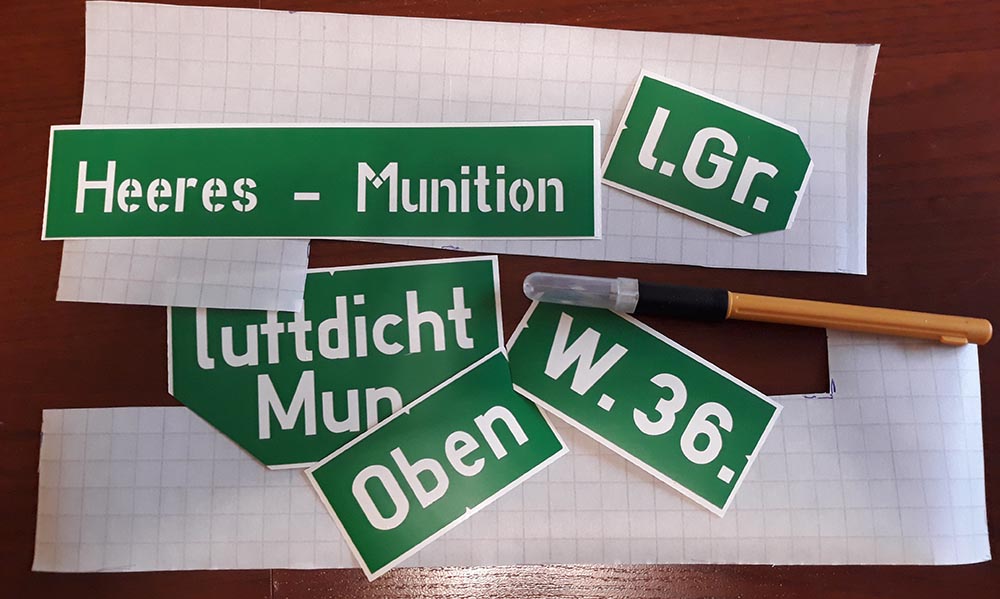 Heeres - Munition
l.Gr.
luftdicht
Mun.
W. 36.
Oben